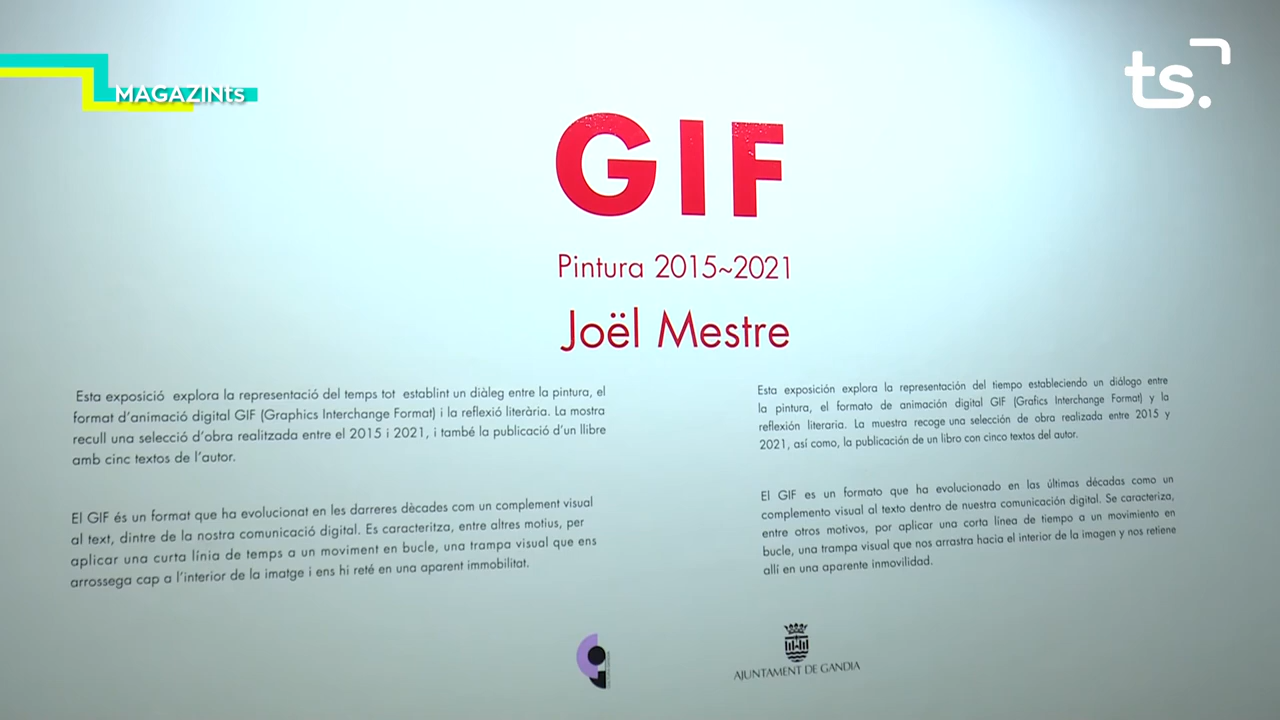 MAGAZINts
ts.
GIF
Pintura 2015~2021
Joël Mestre
Esta exposició explora la representació del temps tot establint un diàleg entre la pintura, el
format d'animació digital GIF (Graphics Interchange Format) i la reflexió literària. La mostra
recull una selecció d'obra realitzada entre el 2015 i 2021, i també la publicació d'un llibre
amb cinc textos de l'autor.
El GIF és un format que ha evolucionat en les darreres dècades com un complement visual
al text, dintre de la nostra comunicació digital. Es caracteritza, entre altres motius, per
aplicar una curta línia de temps a un moviment en bucle, una trampa visual que ens
arrossega cap a l'interior de la imatge i ens hi reté en una aparent immobilitat.
Esta exposición explora la representación del tiempo estableciendo un diálogo entre
la pintura, el formato de animación digital GIF (Grafics Interchange Format) y la
reflexión literaria. La muestra recoge una selección de obra realizada entre 2015 y
2021, así como, la publicación de un libro con cinco textos del autor.
El GIF es un formato que ha evolucionado en las últimas décadas como un
complemento visual al texto dentro de nuestra comunicación digital. Se caracteriza,
entre otros motivos, por aplicar una corta línea de tiempo a un movimiento en
bucle, una trampa visual que nos arrastra hacia el interior de la imagen y nos retiene
allí en una aparente inmovilidad.
AJUNTAMENT DE GANDIA